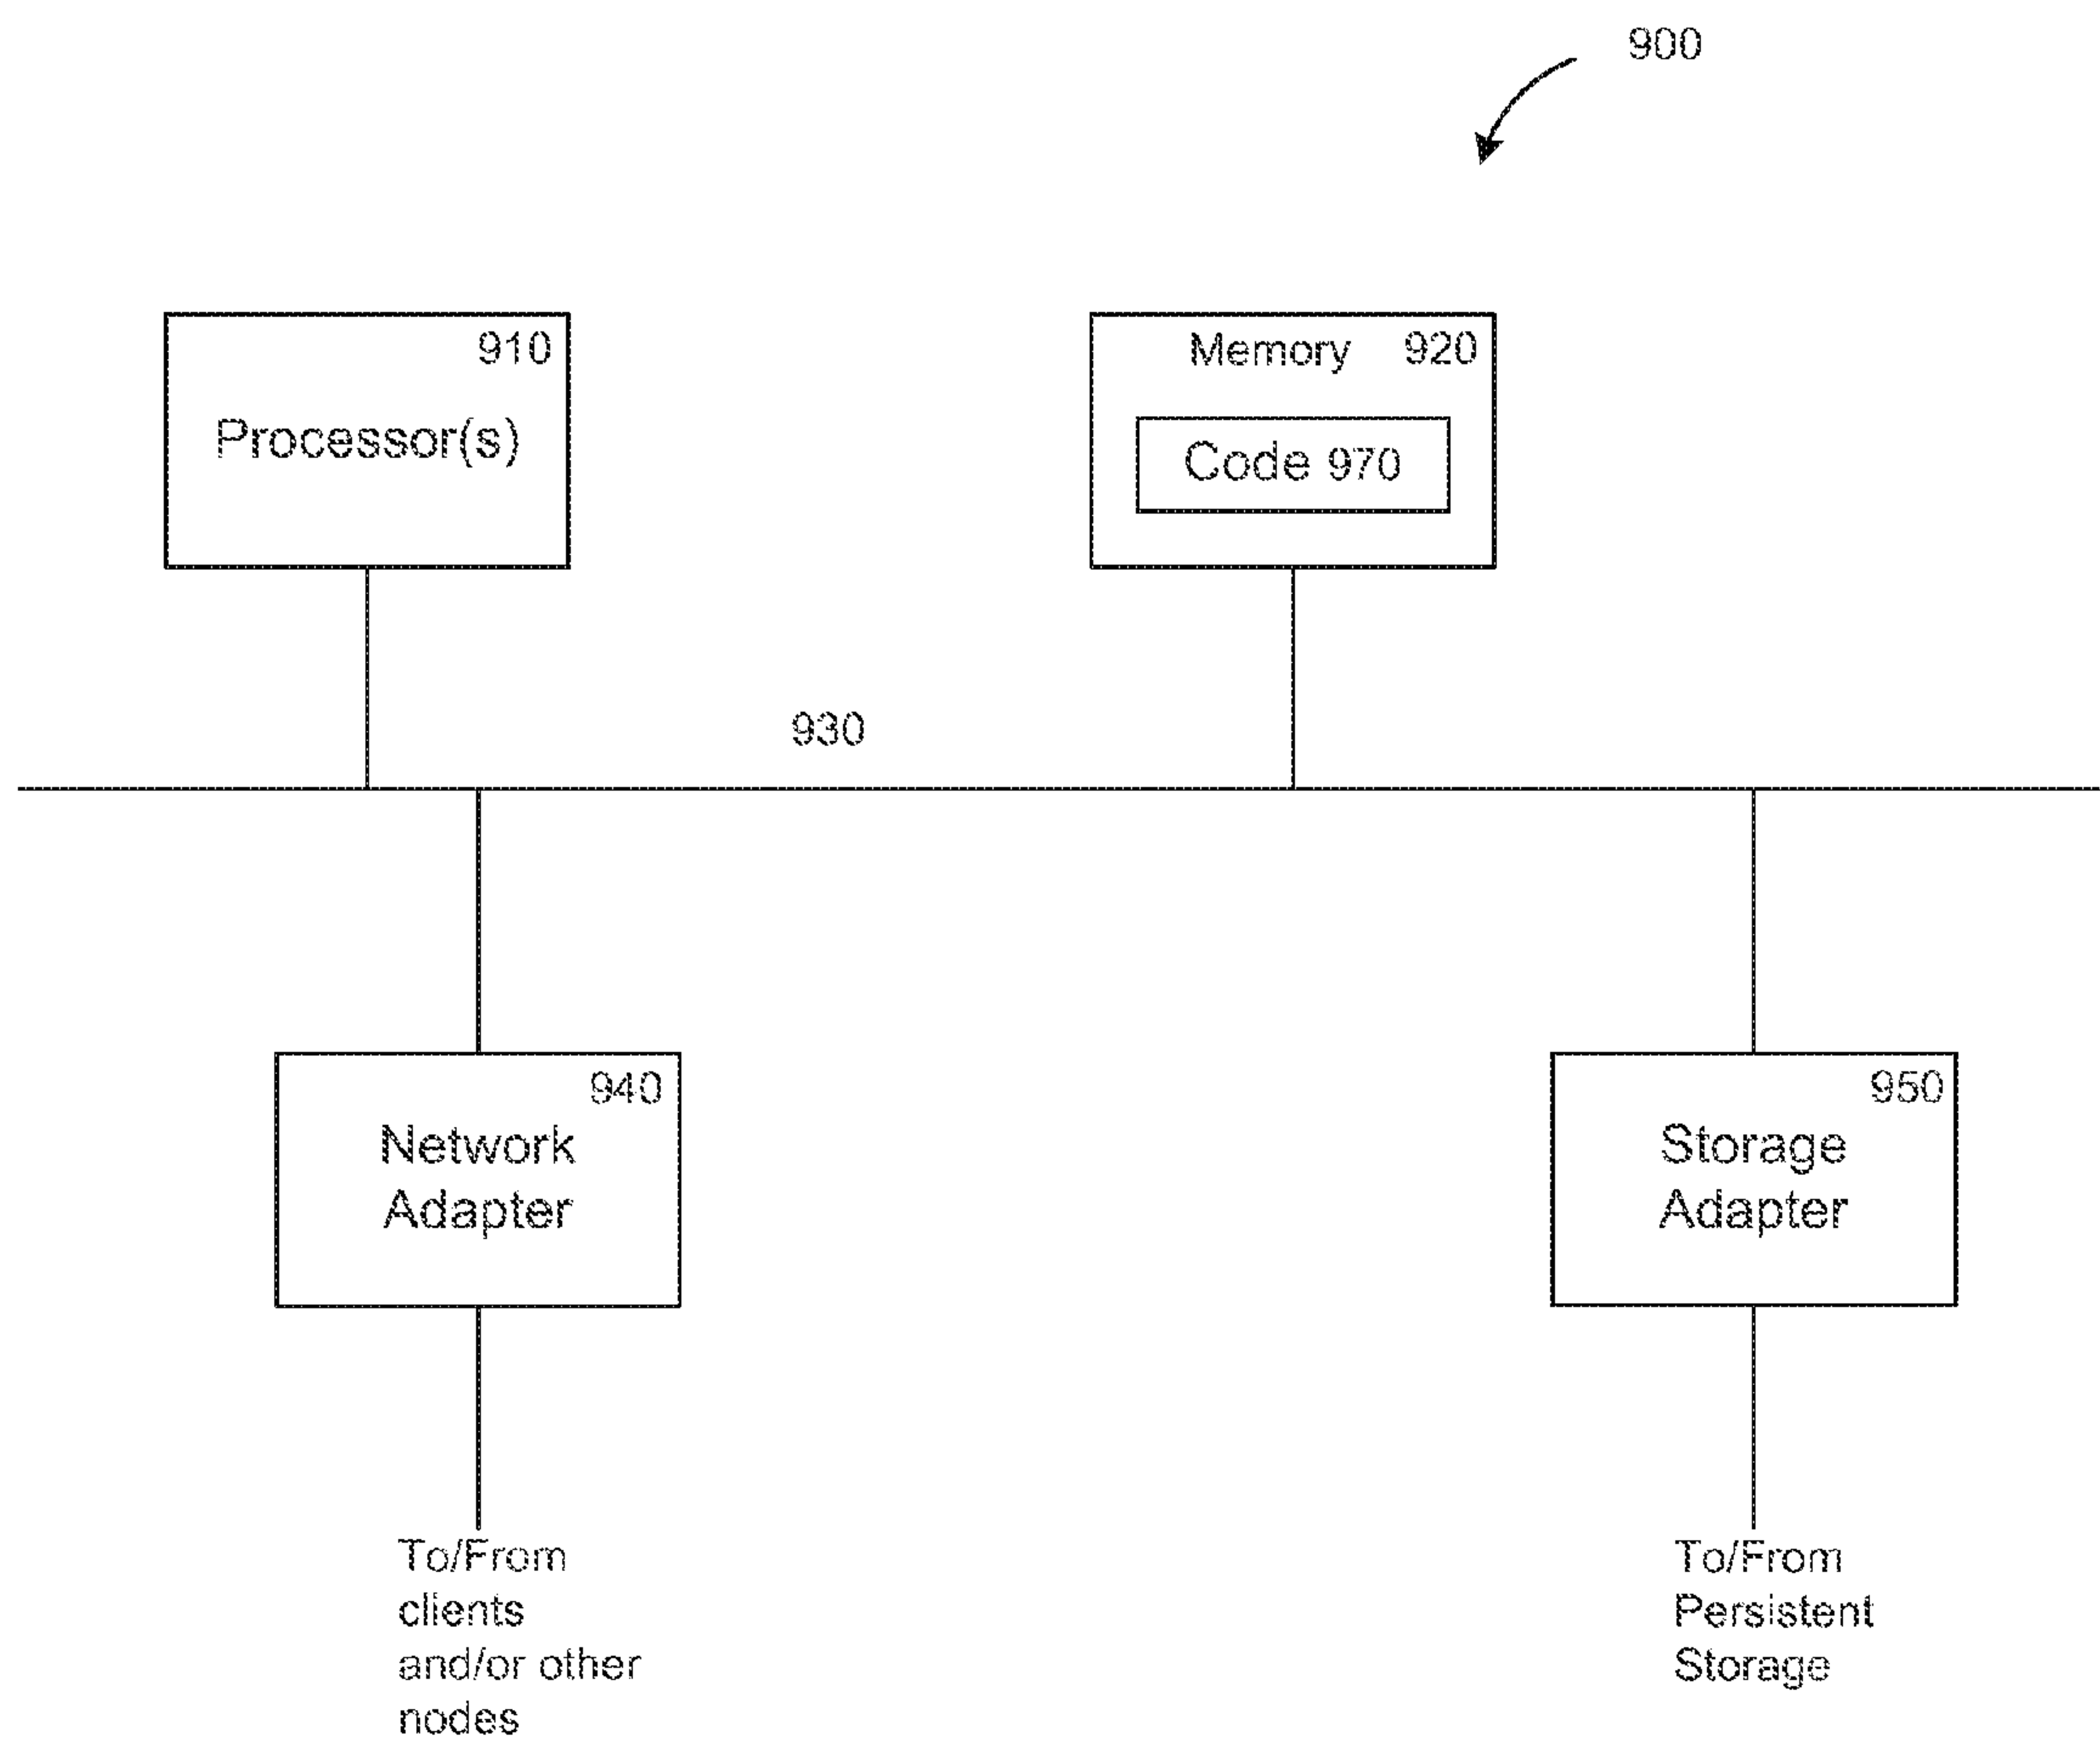 900
910
Processor(s)
Memory 920
Code 970
930
940
Network
Adapter
950
Storage
Adapter
To/From
clients
and/or other
nodes
To/From
Persistent
Storage